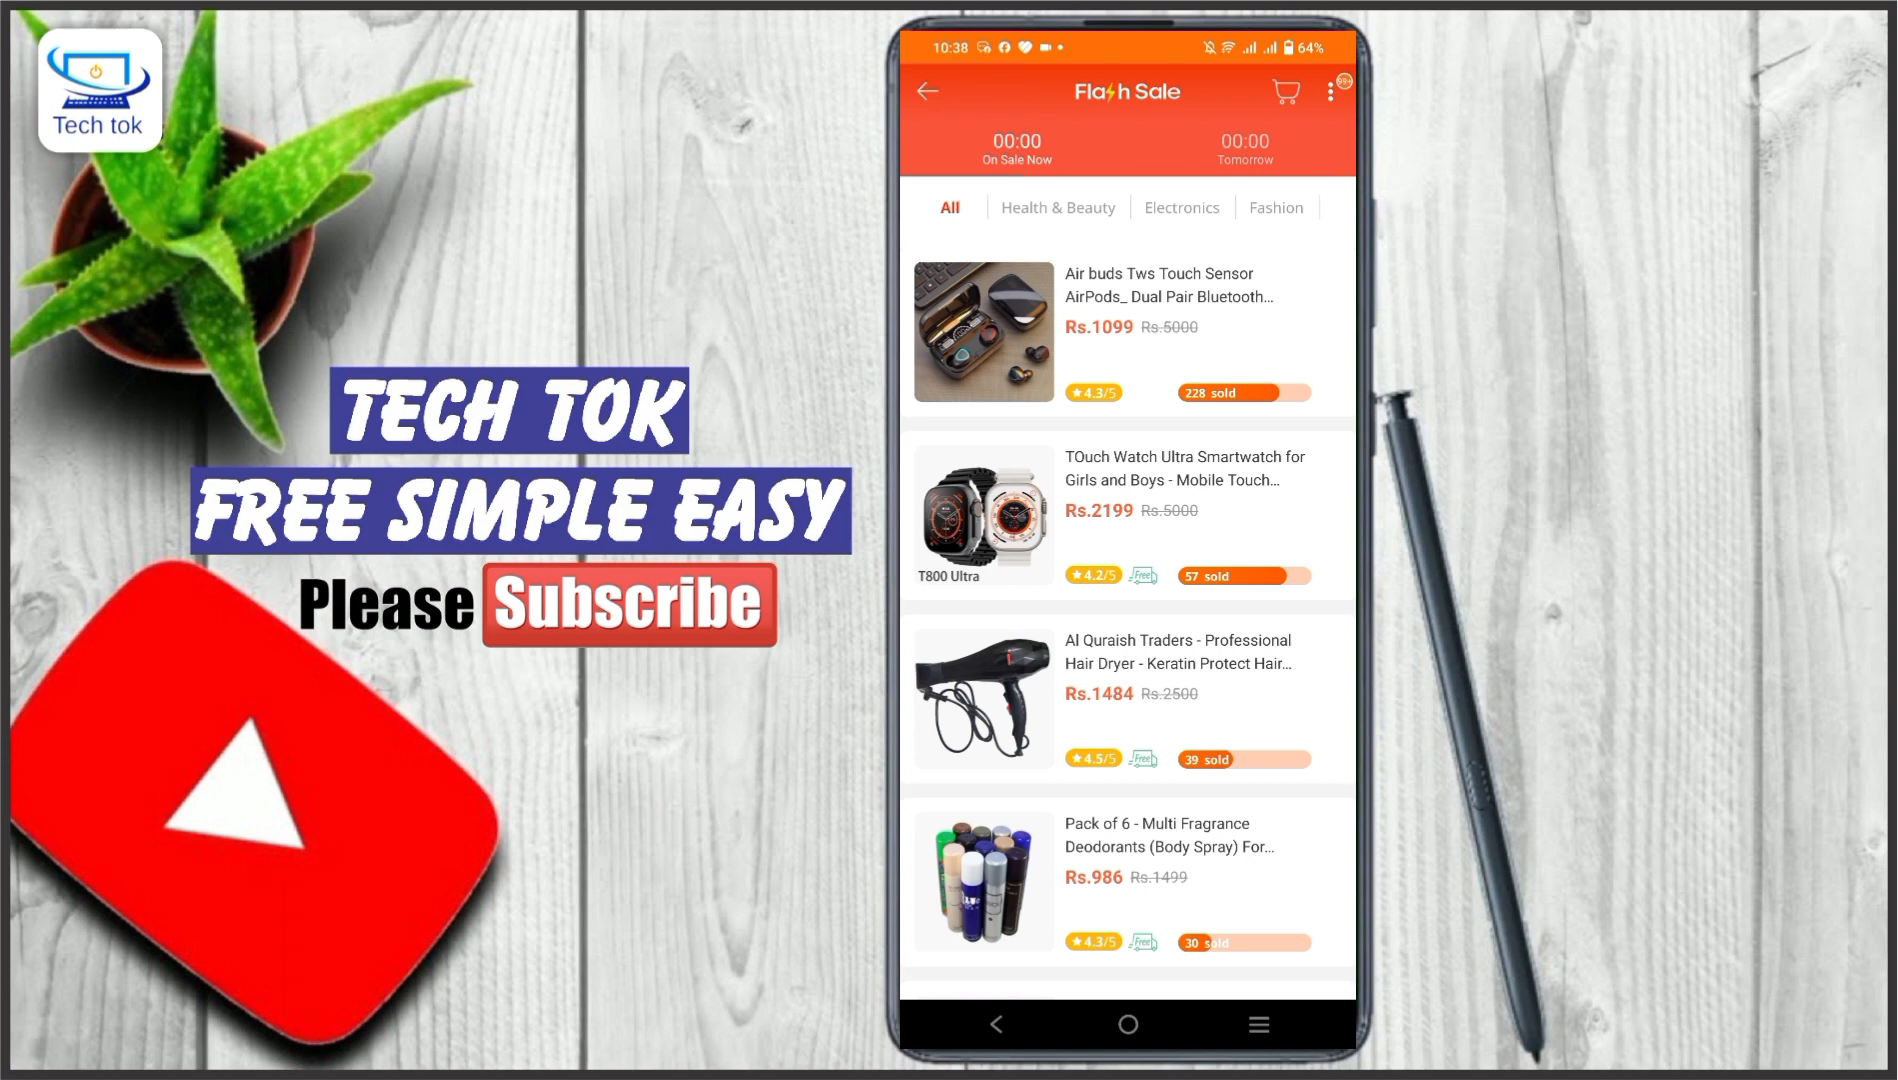 Tech tok
TECH TOK
FREE SIMPLE EASY
Please Subscribe
10:38
64%
Flash Sale
99+
00:00
On Sale Now
00:00
Tomorrow
All
Health & Beauty
Electronics
Fashion
Air buds Tws Touch Sensor
AirPods_ Dual Pair Bluetooth...
Rs.1099 Rs.5000
4.3/5
228 sold
T800 Ultra
TOuch Watch Ultra Smartwatch for
Girls and Boys - Mobile Touch...
Rs.2199 Rs.5000
4.2/5 Free
57 sold
Al Quraish Traders - Professional
Hair Dryer - Keratin Protect Hair...
Rs.1484 Rs.2500
4.5/5 Free
39 sold
Pack of 6 - Multi Fragrance
Deodorants (Body Spray) For...
Rs.986 Rs.1499
4.3/5 Free
30 sold